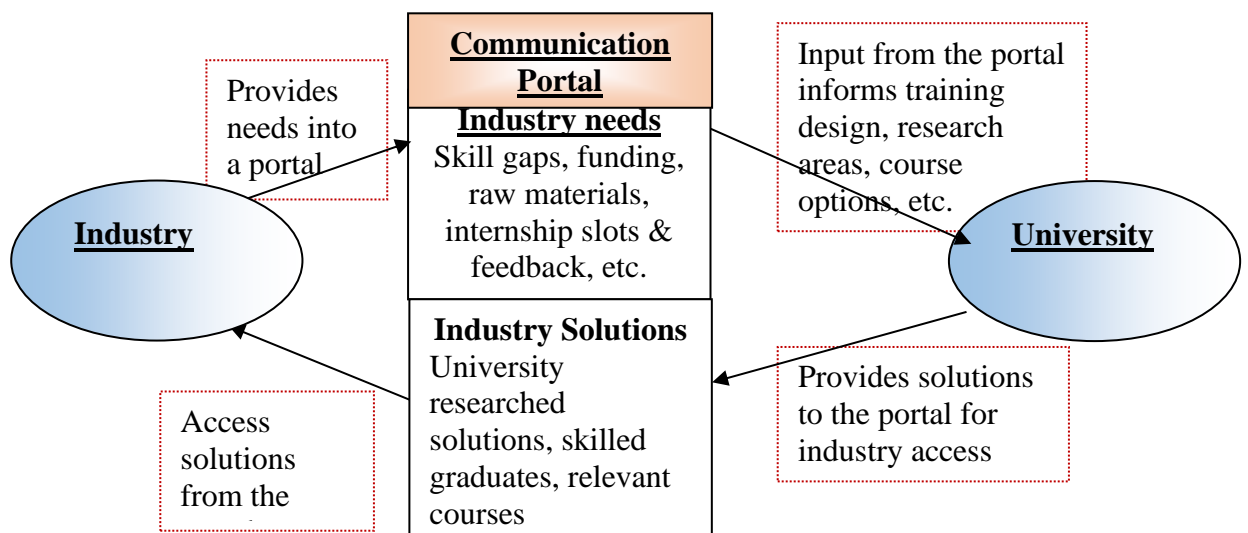 Communication
Portal
Provides
needs into
a portal
Industry needs
Skill gaps, funding,
raw materials,
internship slots &
feedback, etc.
Input from the portal
informs training
design, research
areas, course
options, etc.
Industry
University
Industry Solutions
University
researched
solutions, skilled
graduates, relevant
courses
Provides solutions
to the portal for
industry access
Access
solutions
from the